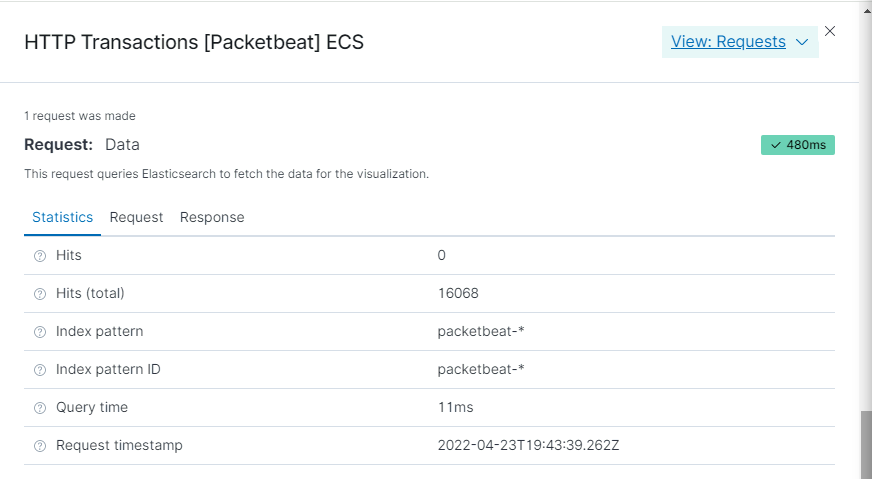 HTTP Transactions [Packetbeat] ECS
View: Requests
1 request was made
Request: Data
480ms
This request queries Elasticsearch to fetch the data for the visualization.
Statistics Request Response
Hits 0
Hits (total) 16068
Index pattern packetbeat-*
Index pattern ID packetbeat-*
Query time 11ms
Request timestamp 2022-04-23T19:43:39.262Z